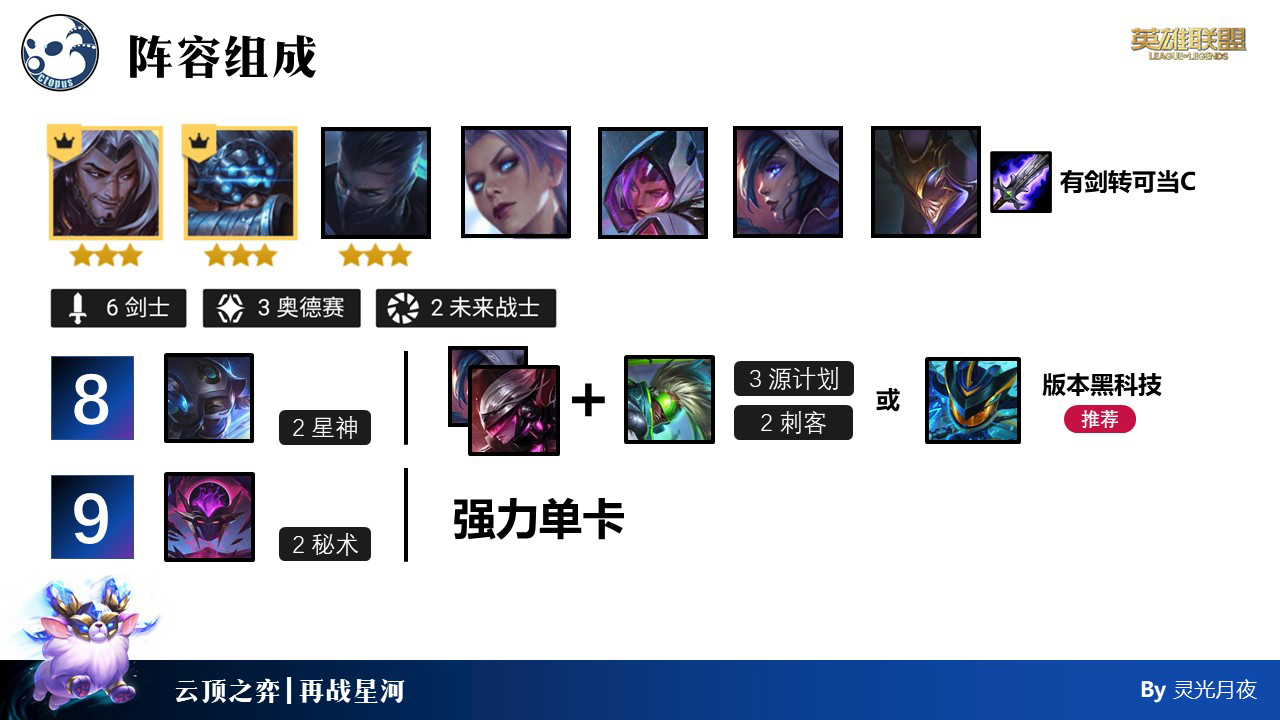 ctopus
阵容组成
英雄联盟
LEAGUE OF LEGENDS
有剑转可当C
6 剑士
3 奥德赛
2 未来战士
8
2 星神
+
3 源计划
2 刺客
或
版本黑科技
推荐
9
2 秘术
强力单卡
云顶之弈|再战星河
By 灵光月夜